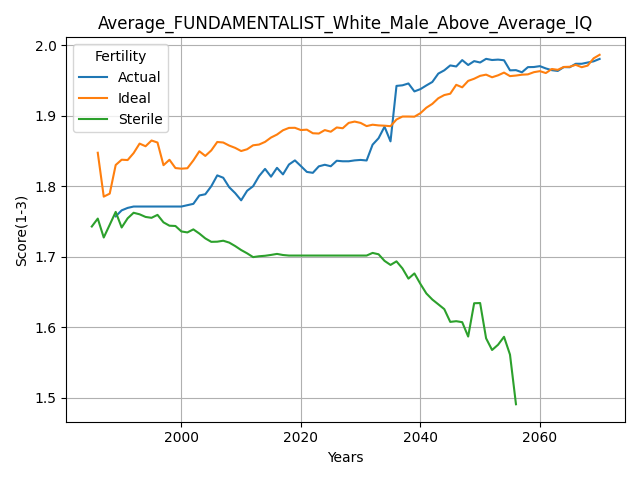 Average_FUNDAMENTALIST_White_Male_Above_Average_IQ
Fertility
Actual
Ideal
Sterile
Score(1-3)
2.0
1.9
1.8
1.7
1.6
1.5
2000 2020 2040 2060
Years